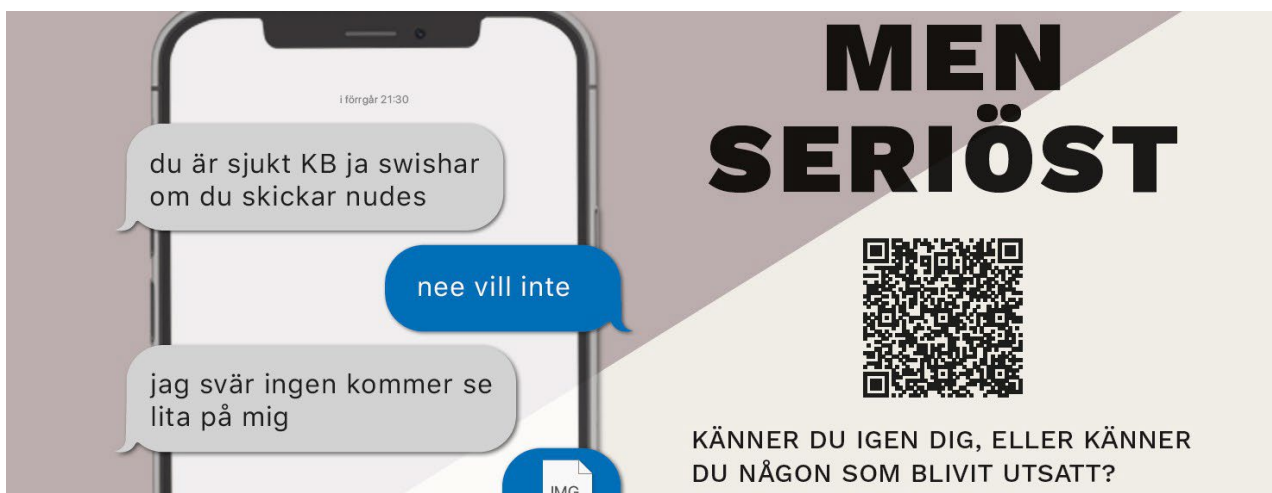 i förrgår 21:30
du är sjukt KB ja swishar
om du skickar nudes
nee vill inte
jag svär ingen kommer se
lita på mig
IMG
MEN
SERIÖST
KÄNNER DU IGEN DIG, ELLER KÄNNER
DU NÅGON SOM BLIVIT UTSATT?